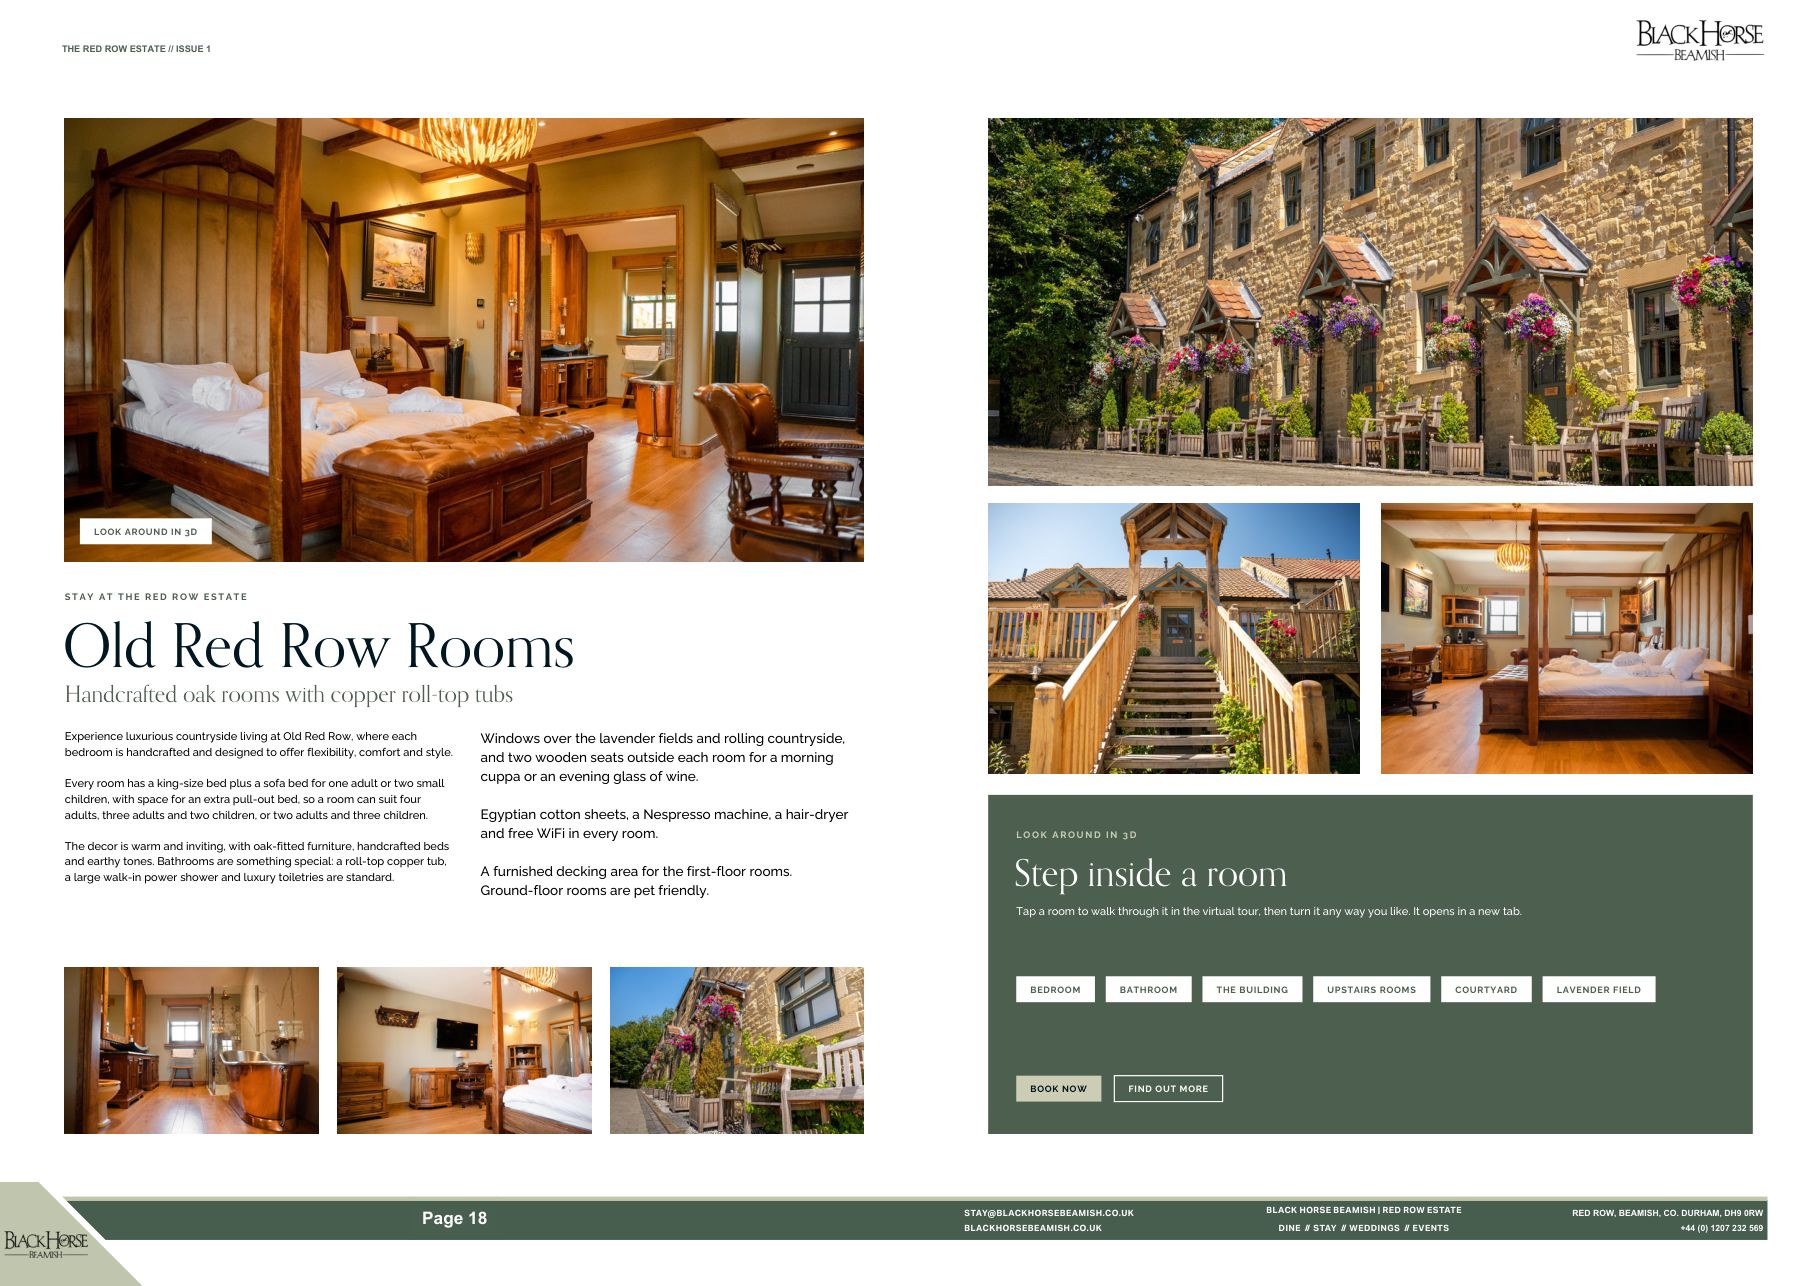 THE RED ROW ESTATE // ISSUE 1
BLACK HORSE
BEAMISH
LOOK AROUND IN 3D
STAY AT THE RED ROW ESTATE
Old Red Row Rooms
Handcrafted oak rooms with copper roll-top tubs
Experience luxurious countryside living at Old Red Row, where each
bedroom is handcrafted and designed to offer flexibility, comfort and style.
Every room has a king-size bed plus a sofa bed for one adult or two small
children, with space for an extra pull-out bed, so a room can suit four
adults, three adults and two children, or two adults and three children.
The decor is warm and inviting, with oak-fitted furniture, handcrafted beds
and earthy tones. Bathrooms are something special: a roll-top copper tub,
a large walk-in power shower and luxury toiletries are standard.
Windows over the lavender fields and rolling countryside,
and two wooden seats outside each room for a morning
cuppa or an evening glass of wine.
Egyptian cotton sheets, a Nespresso machine, a hair-dryer
and free WiFi in every room.
A furnished decking area for the first-floor rooms.
Ground-floor rooms are pet friendly.
LOOK AROUND IN 3D
Step inside a room
Tap a room to walk through it in the virtual tour, then turn it any way you like. It opens in a new tab.
BEDROOM
BATHROOM
THE BUILDING
UPSTAIRS ROOMS
COURTYARD
LAVENDER FIELD
BOOK NOW
FIND OUT MORE
BLACK HORSE
BEAMISH
Page 18
STAY@BLACKHORSEBEAMISH.CO.UK
BLACKHORSEBEAMISH.CO.UK
BLACK HORSE BEAMISH | RED ROW ESTATE
DINE // STAY // WEDDINGS // EVENTS
RED ROW, BEAMISH, CO. DURHAM, DH9 0RW
+44 (0) 1207 232 569